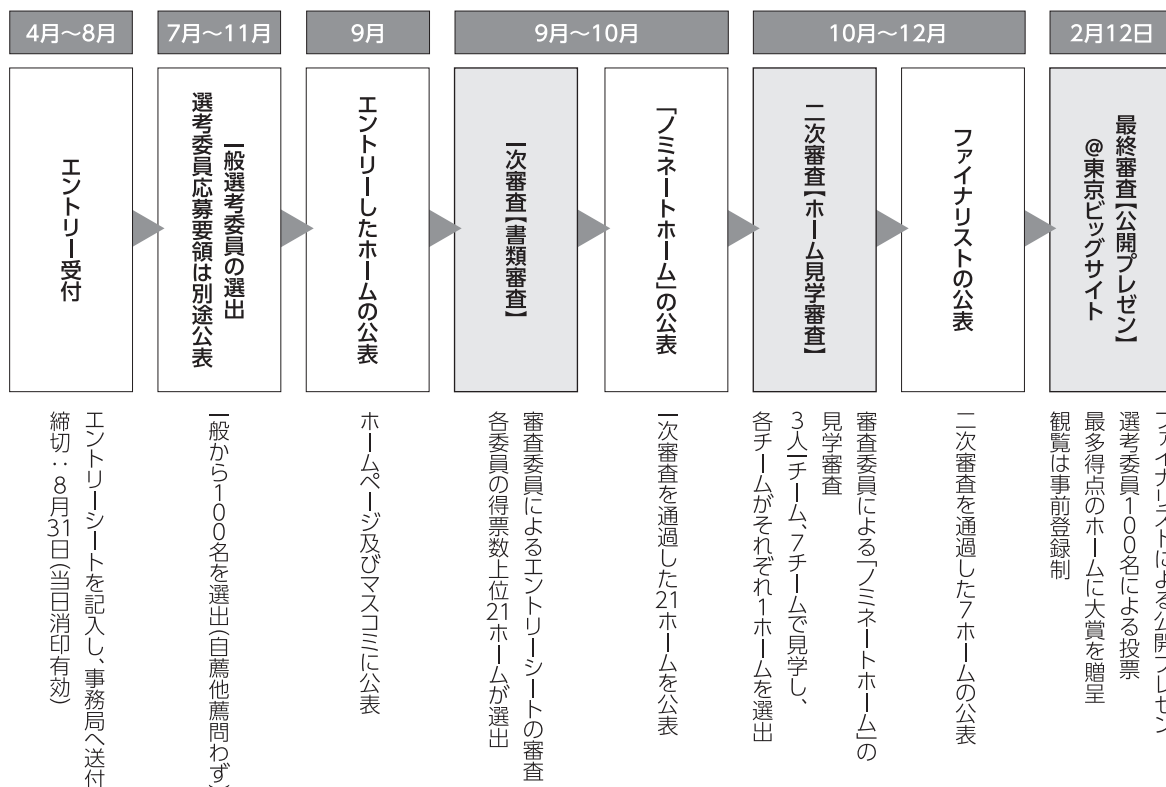 4月～8月
エントリー受付
エントリーシートを記入し、事務局へ送付
締切：8月31日（当日消印有効）
7月～11月
一般選考委員の選出
選考委員応募要領は別途公表
一般から100名を選出（自薦他薦問わず）
9月
エントリーしたホームの公表
ホームページ及びマスコミに公表
9月～10月
一次審査【書類審査】
審査委員によるエントリーシートの審査
各委員の得票数上位21ホームが選出
「ノミネートホーム」の公表
一次審査を通過した21ホームを公表
10月～12月
二次審査【ホーム見学審査】
審査委員による「ノミネートホーム」の
見学審査
3人一チーム、7チームで見学し、
各チームがそれぞれ1ホームを選出
ファイナリストの公表
二次審査を通過した7ホームの公表
2月12日
最終審査【公開プレゼン】
@東京ビッグサイト
ファイナリストによる公開プレゼン
選考委員100名による投票
最多得点のホームに大賞を贈呈
観覧は事前登録制